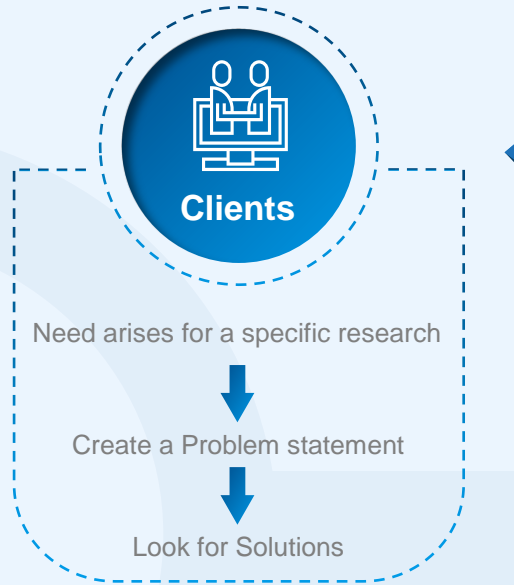 Clients
Need arises for a specific research
Create a Problem statement
Look for Solutions